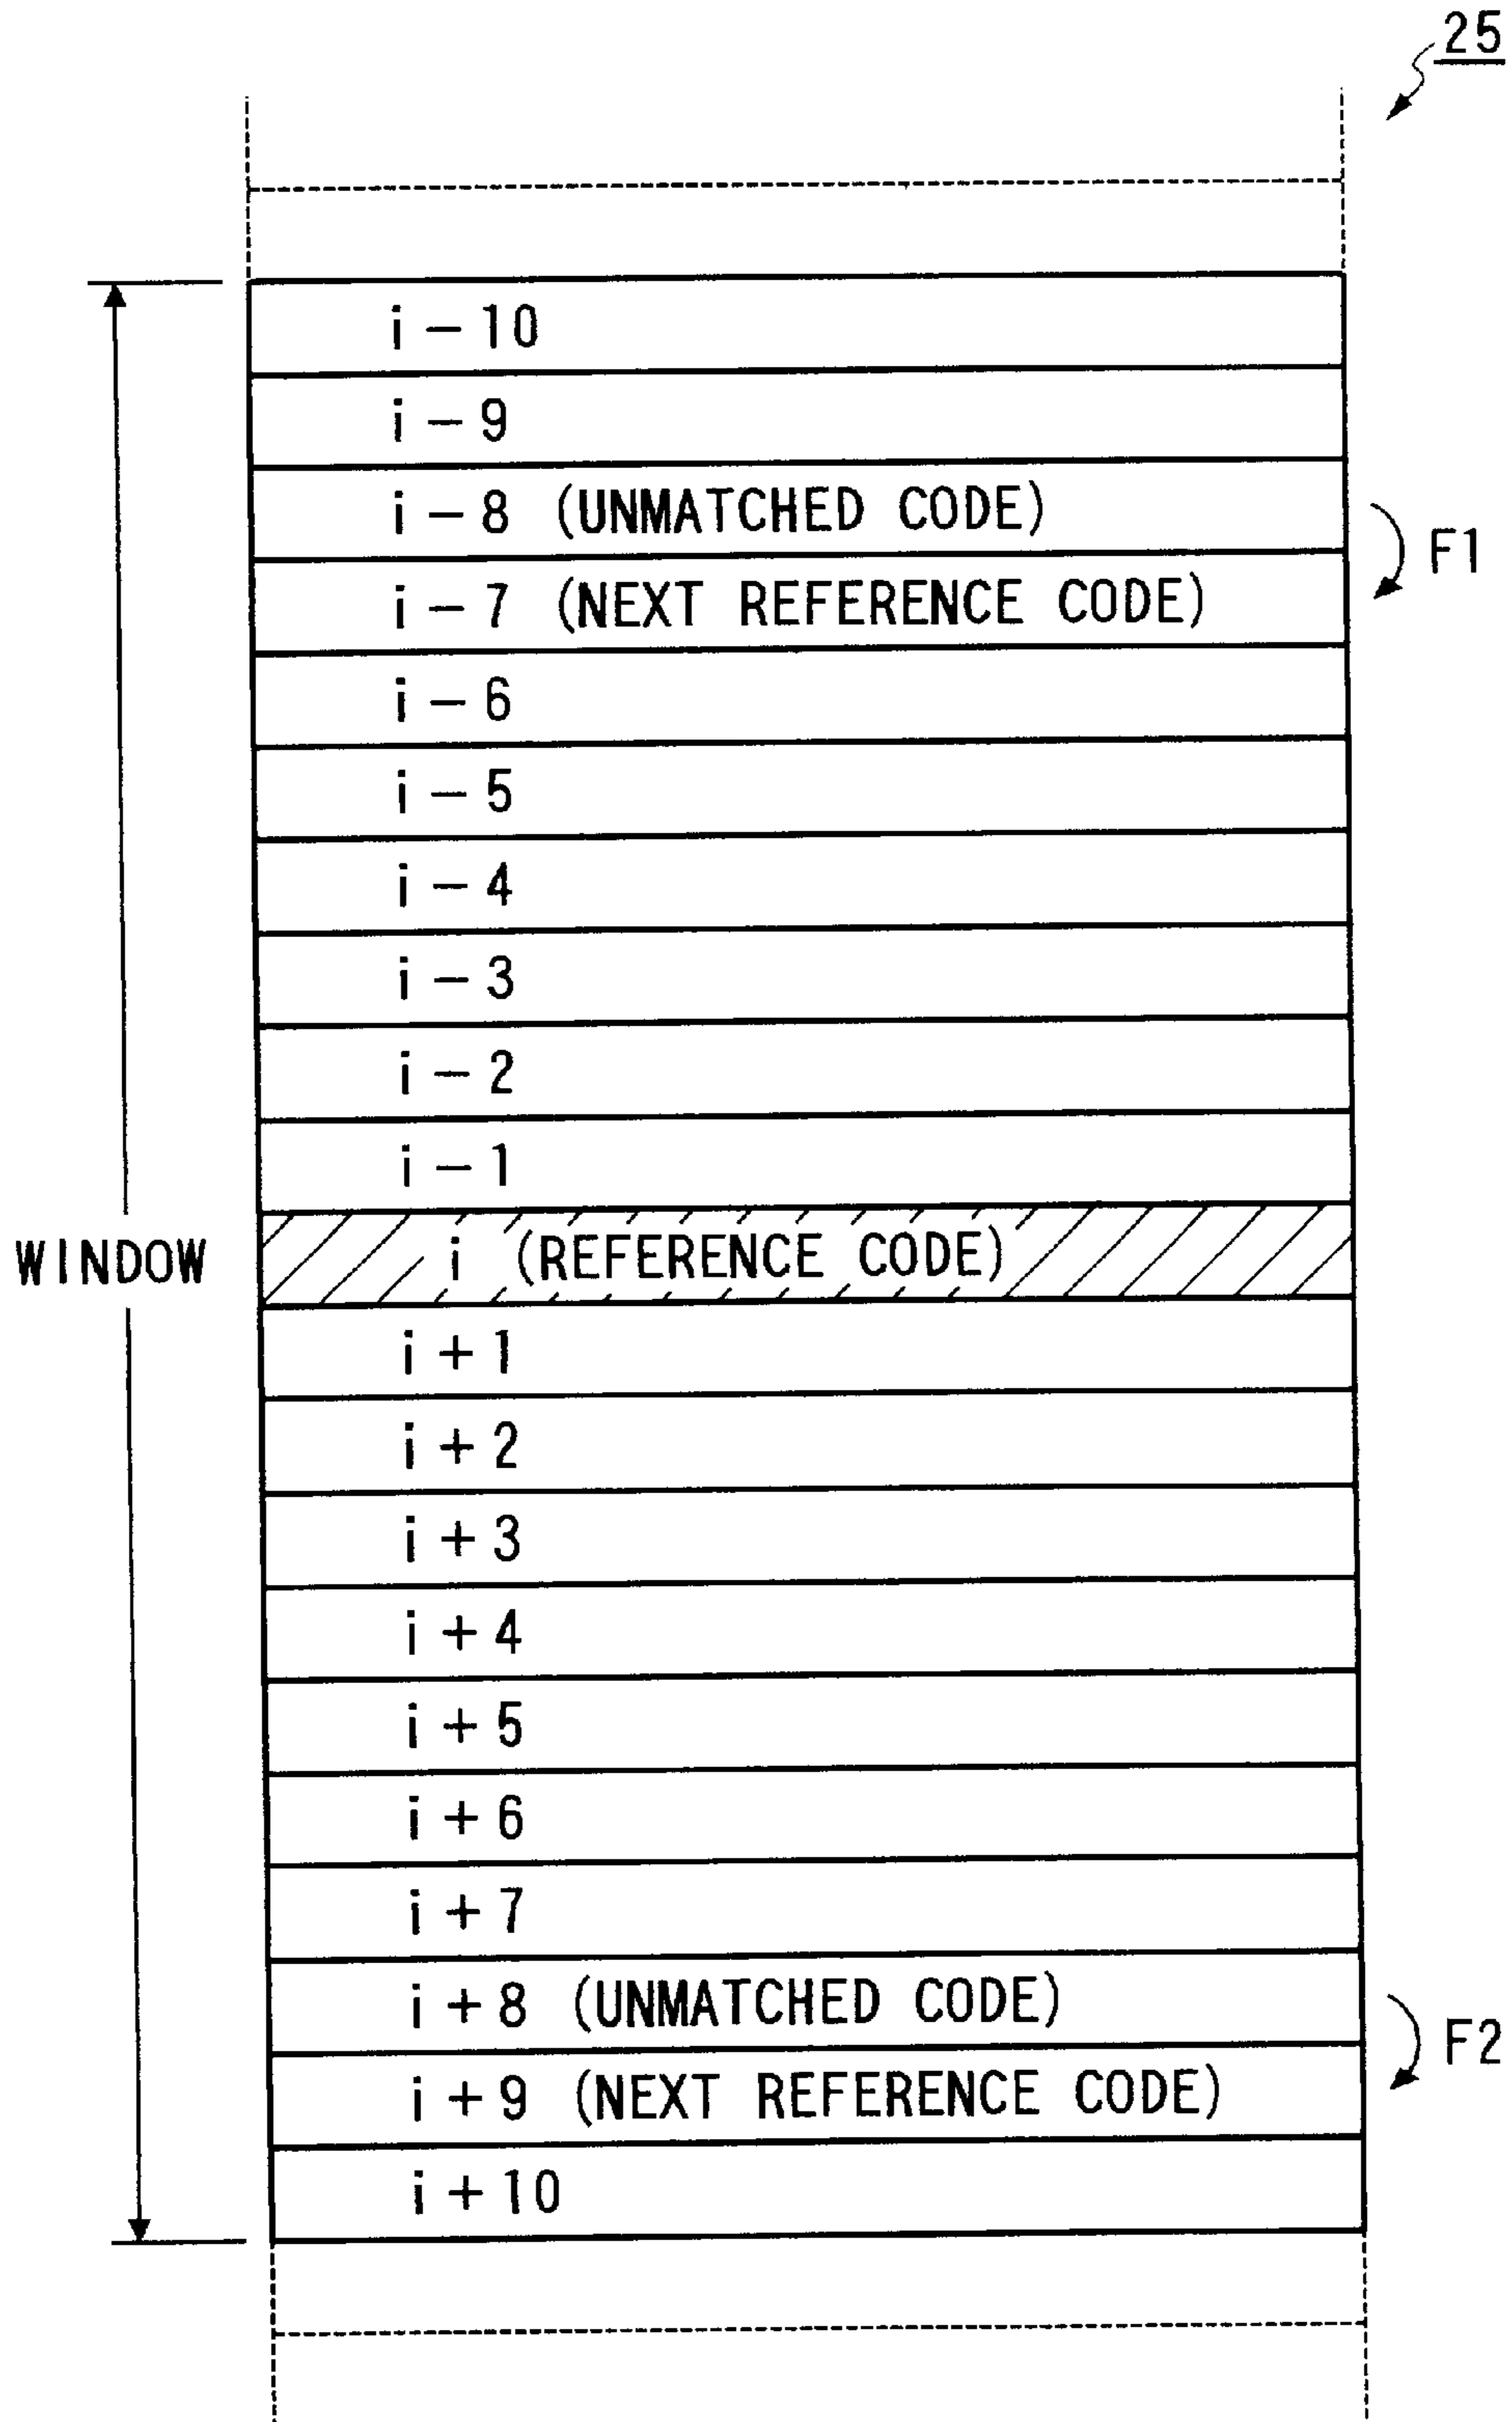 25
i - 10
i - 9
i - 8 (UNMATCHED CODE)
F1
i - 7 (NEXT REFERENCE CODE)
i - 6
i - 5
i - 4
i - 3
i - 2
i - 1
WINDOW
i (REFERENCE CODE)
i + 1
i + 2
i + 3
i + 4
i + 5
i + 6
i + 7
i + 8 (UNMATCHED CODE)
F2
i + 9 (NEXT REFERENCE CODE)
i + 10